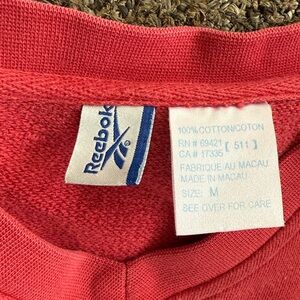 Reebok
100% COTTON/COTON
RN # 69421 [ 511 ]
CA # 17335
FABRIQUE AU MACAU
MADE IN MACAU
SIZE: M
SEE OVER FOR CARE